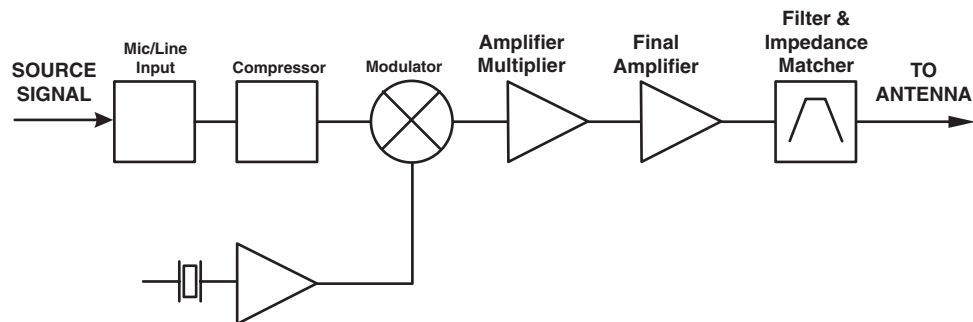 SOURCE
SIGNAL
Mic/Line
Input
Compressor
Modulator
Amplifier
Multiplier
Final
Amplifier
Filter &
Impedance
Matcher
TO
ANTENNA